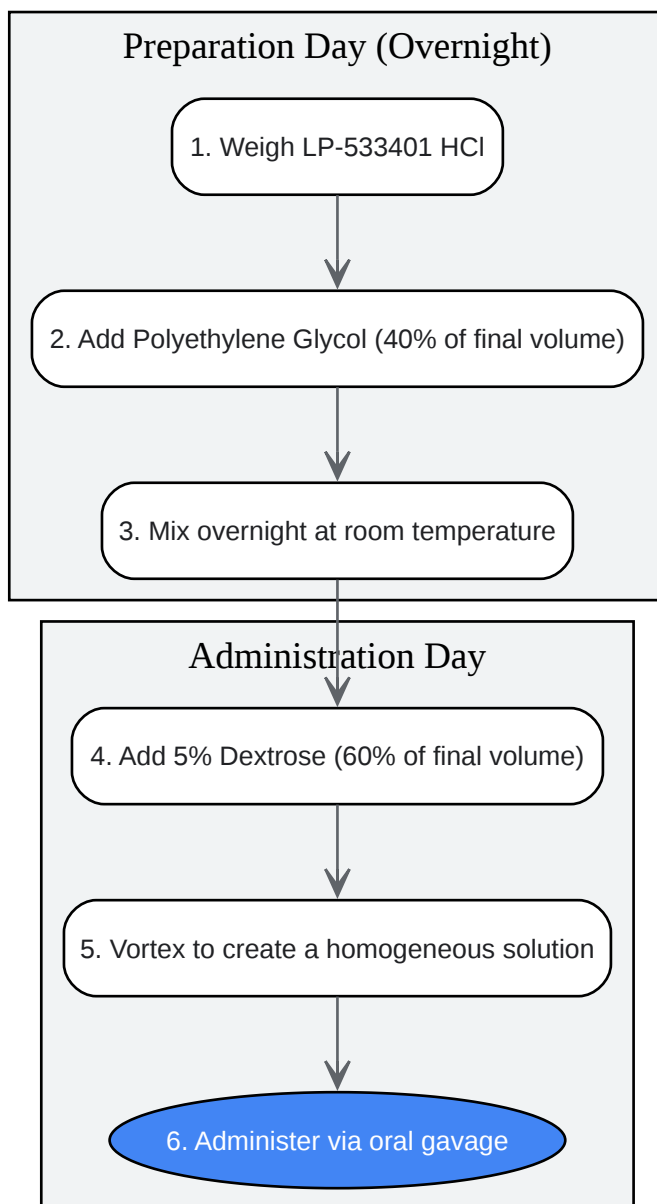 Preparation Day (Overnight)
1. Weigh LP-533401 HCl
2. Add Polyethylene Glycol (40% of final volume)
3. Mix overnight at room temperature
Administration Day
4. Add 5% Dextrose (60% of final volume)
5. Vortex to create a homogeneous solution
6. Administer via oral gavage